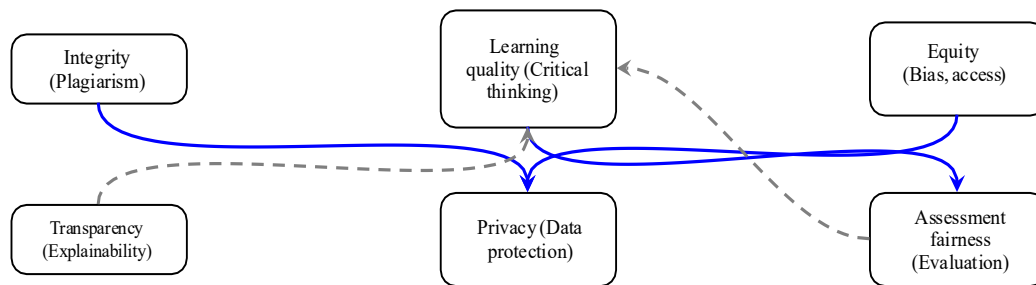 Integrity
(Plagiarism)
Learning
quality (Critical
thinking)
Equity
(Bias, access)
Transparency
(Explainability)
Privacy (Data
protection)
Assessment
fairness
(Evaluation)